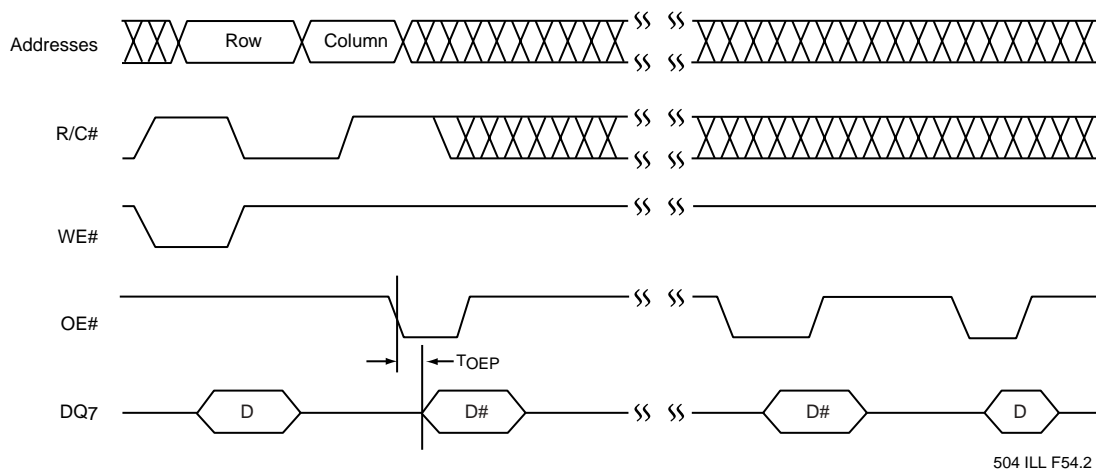 Addresses
Row
Column
R/C#
WE#
OE#
TOEP
DQ7
D
D#
D#
D
504 ILL F54.2